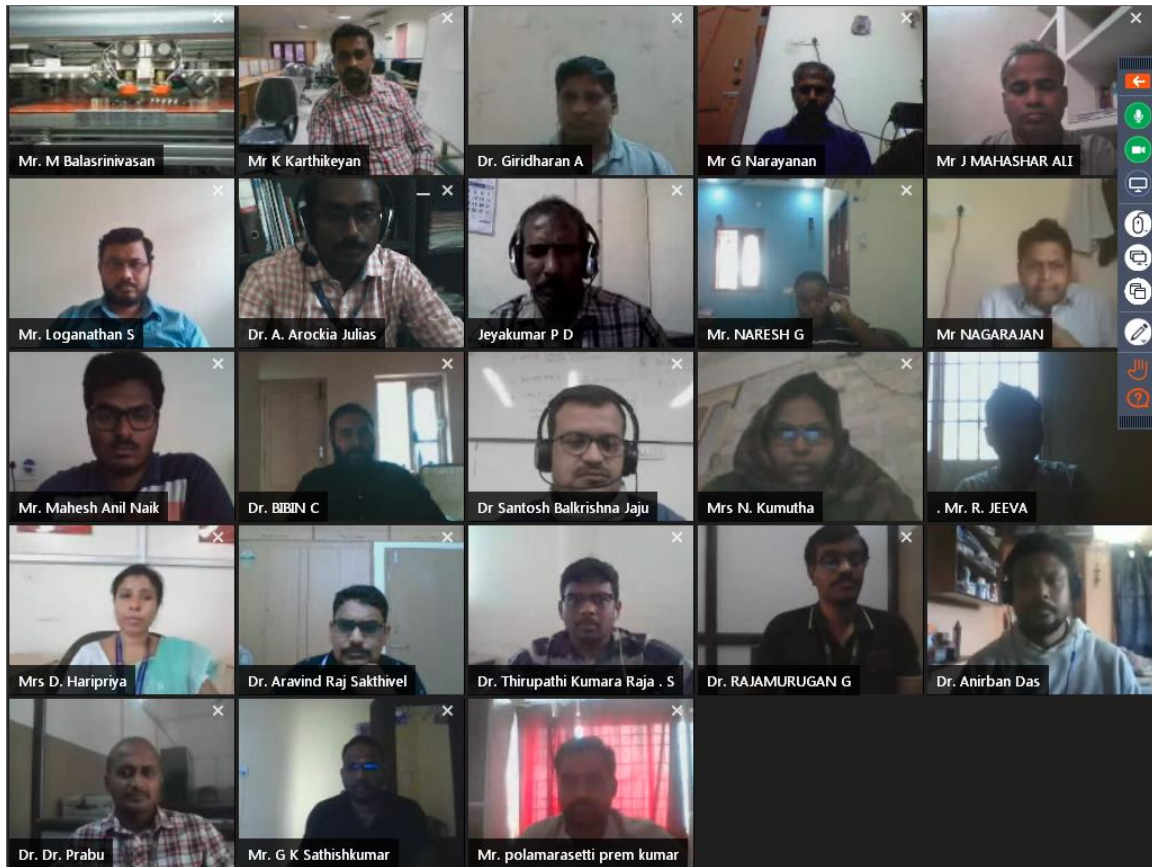 Mr. M Balasrinivasan
Mr K Karthikeyan
Dr. Giridharan A
Mr G Narayanan
Mr J MAHASHAR ALI
Mr. Loganathan S
Dr. A. Arockia Julias
Jeyakumar P D
Mr. NARESH G
Mr NAGARAJAN
Mr. Mahesh Anil Naik
Dr. BIBIN C
Dr Santosh Balkrishna Jaju
Mrs N. Kumutha
. Mr. R. JEEVA
Mrs D. Haripriya
Dr. Aravind Raj Sakthivel
Dr. Thirupathi Kumara Raja . S
Dr. RAJAMURUGAN G
Dr. Anirban Das
Dr. Dr. Prabu
Mr. G K Sathishkumar
Mr. polamarasetti prem kumar